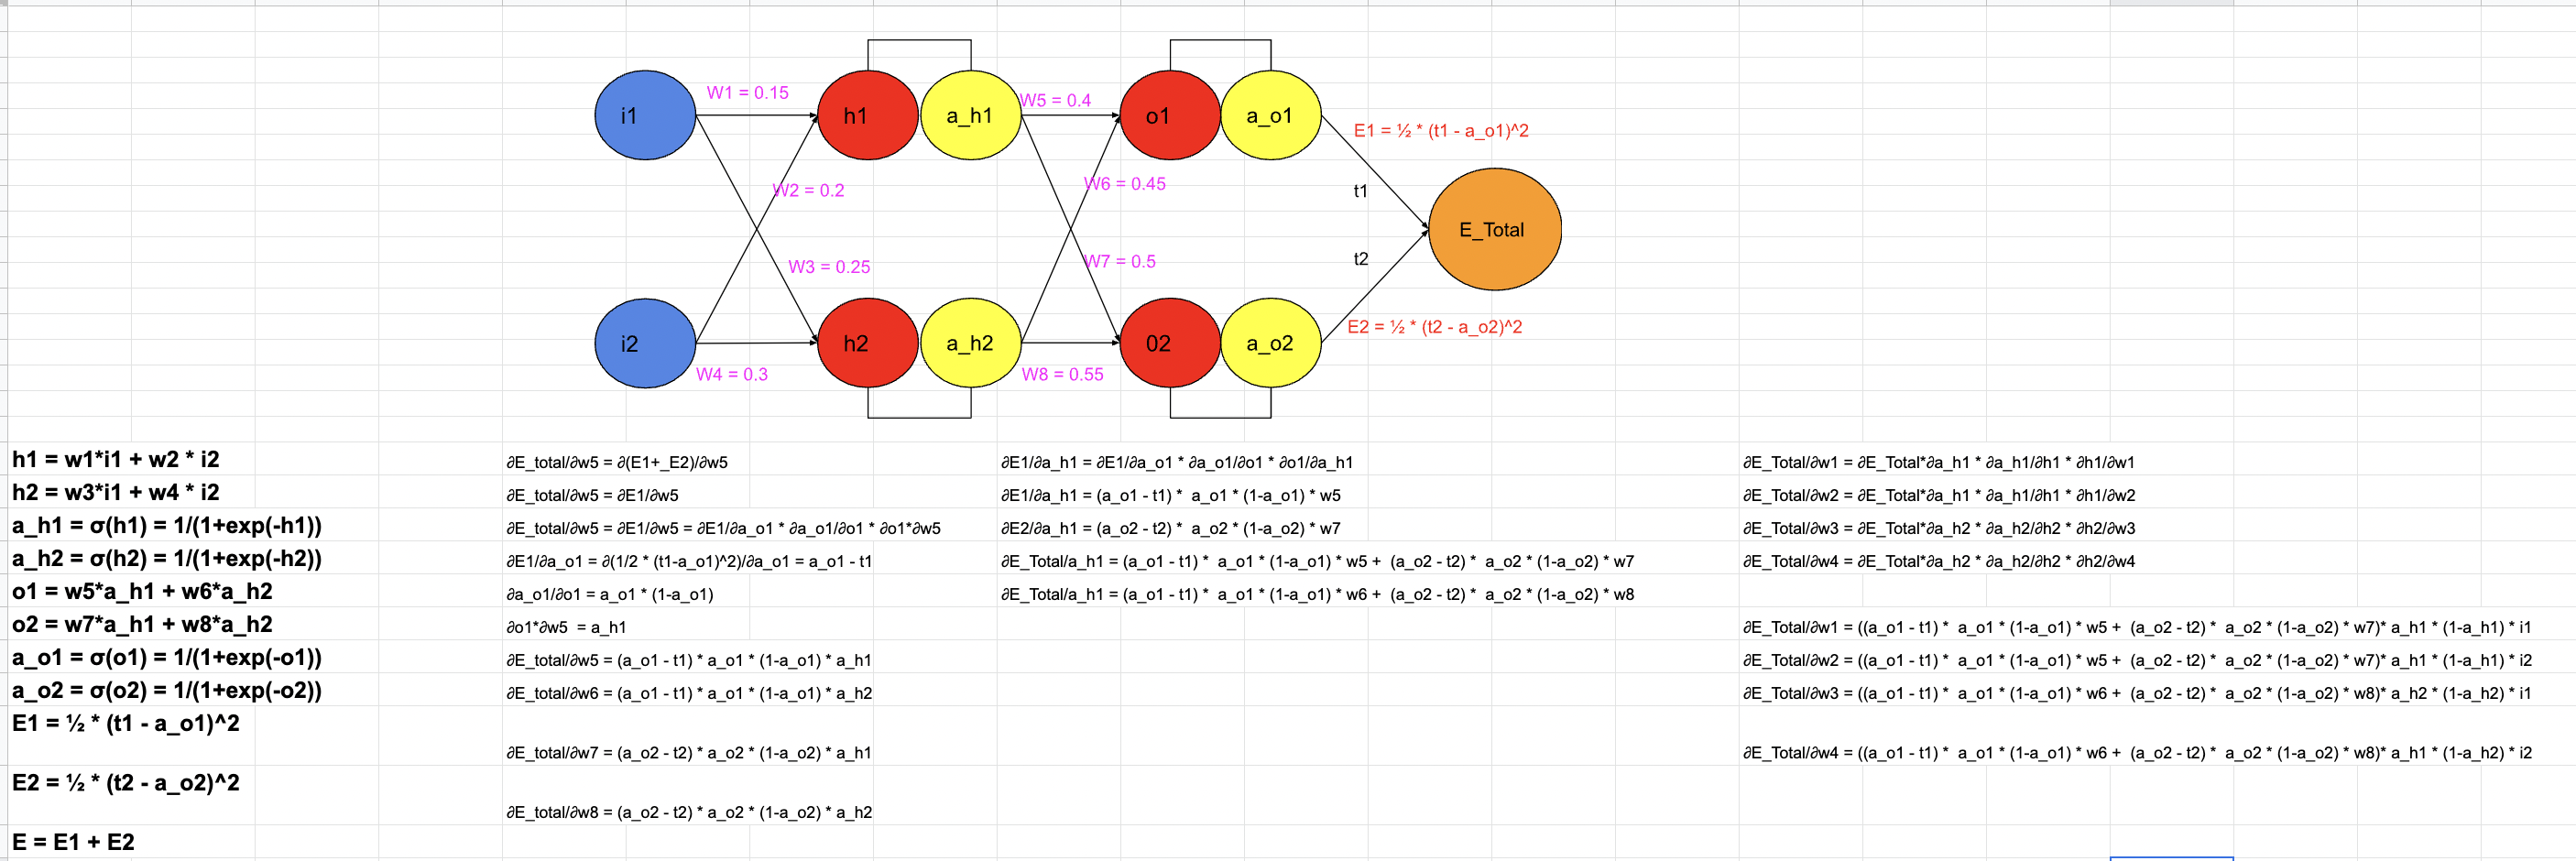 W1 = 0.15
i1
h1
a_h1
W5 = 0.4
o1
a_o1
E1 = ½ * (t1 - a_o1)^2
W2 = 0.2
W6 = 0.45
t1
E_Total
W3 = 0.25
W7 = 0.5
t2
i2
h2
a_h2
02
a_o2
E2 = ½ * (t2 - a_o2)^2
W4 = 0.3
W8 = 0.55
h1 = w1*i1 + w2 * i2
h2 = w3*i1 + w4 * i2
a_h1 = σ(h1) = 1/(1+exp(-h1))
a_h2 = σ(h2) = 1/(1+exp(-h2))
o1 = w5*a_h1 + w6*a_h2
o2 = w7*a_h1 + w8*a_h2
a_o1 = σ(o1) = 1/(1+exp(-o1))
a_o2 = σ(o2) = 1/(1+exp(-o2))
E1 = ½ * (t1 - a_o1)^2
E2 = ½ * (t2 - a_o2)^2
E = E1 + E2
∂E_total/∂w5 = ∂(E1+_E2)/∂w5
∂E_total/∂w5 = ∂E1/∂w5
∂E_total/∂w5 = ∂E1/∂w5 = ∂E1/∂a_o1 * ∂a_o1/∂o1 * ∂o1*∂w5
∂E1/∂a_o1 = ∂(1/2 * (t1-a_o1)^2)/∂a_o1 = a_o1 - t1
∂a_o1/∂o1 = a_o1 * (1-a_o1)
∂o1*∂w5 = a_h1
∂E_total/∂w5 = (a_o1 - t1) * a_o1 * (1-a_o1) * a_h1
∂E_total/∂w6 = (a_o1 - t1) * a_o1 * (1-a_o1) * a_h2
∂E_total/∂w7 = (a_o2 - t2) * a_o2 * (1-a_o2) * a_h1
∂E_total/∂w8 = (a_o2 - t2) * a_o2 * (1-a_o2) * a_h2
∂E1/∂a_h1 = ∂E1/∂a_o1 * ∂a_o1/∂o1 * ∂o1/∂a_h1
∂E1/∂a_h1 = (a_o1 - t1) * a_o1 * (1-a_o1) * w5
∂E2/∂a_h1 = (a_o2 - t2) * a_o2 * (1-a_o2) * w7
∂E_Total/a_h1 = (a_o1 - t1) * a_o1 * (1-a_o1) * w5 + (a_o2 - t2) * a_o2 * (1-a_o2) * w7
∂E_Total/a_h1 = (a_o1 - t1) * a_o1 * (1-a_o1) * w6 + (a_o2 - t2) * a_o2 * (1-a_o2) * w8
∂E_Total/∂w1 = ∂E_Total*∂a_h1 * ∂a_h1/∂h1 * ∂h1/∂w1
∂E_Total/∂w2 = ∂E_Total*∂a_h1 * ∂a_h1/∂h1 * ∂h1/∂w2
∂E_Total/∂w3 = ∂E_Total*∂a_h2 * ∂a_h2/∂h2 * ∂h2/∂w3
∂E_Total/∂w4 = ∂E_Total*∂a_h2 * ∂a_h2/∂h2 * ∂h2/∂w4
∂E_Total/∂w1 = ((a_o1 - t1) * a_o1 * (1-a_o1) * w5 + (a_o2 - t2) * a_o2 * (1-a_o2) * w7)* a_h1 * (1-a_h1) * i1
∂E_Total/∂w2 = ((a_o1 - t1) * a_o1 * (1-a_o1) * w5 + (a_o2 - t2) * a_o2 * (1-a_o2) * w7)* a_h1 * (1-a_h1) * i2
∂E_Total/∂w3 = ((a_o1 - t1) * a_o1 * (1-a_o1) * w6 + (a_o2 - t2) * a_o2 * (1-a_o2) * w8)* a_h2 * (1-a_h2) * i1
∂E_Total/∂w4 = ((a_o1 - t1) * a_o1 * (1-a_o1) * w6 + (a_o2 - t2) * a_o2 * (1-a_o2) * w8)* a_h1 * (1-a_h2) * i2